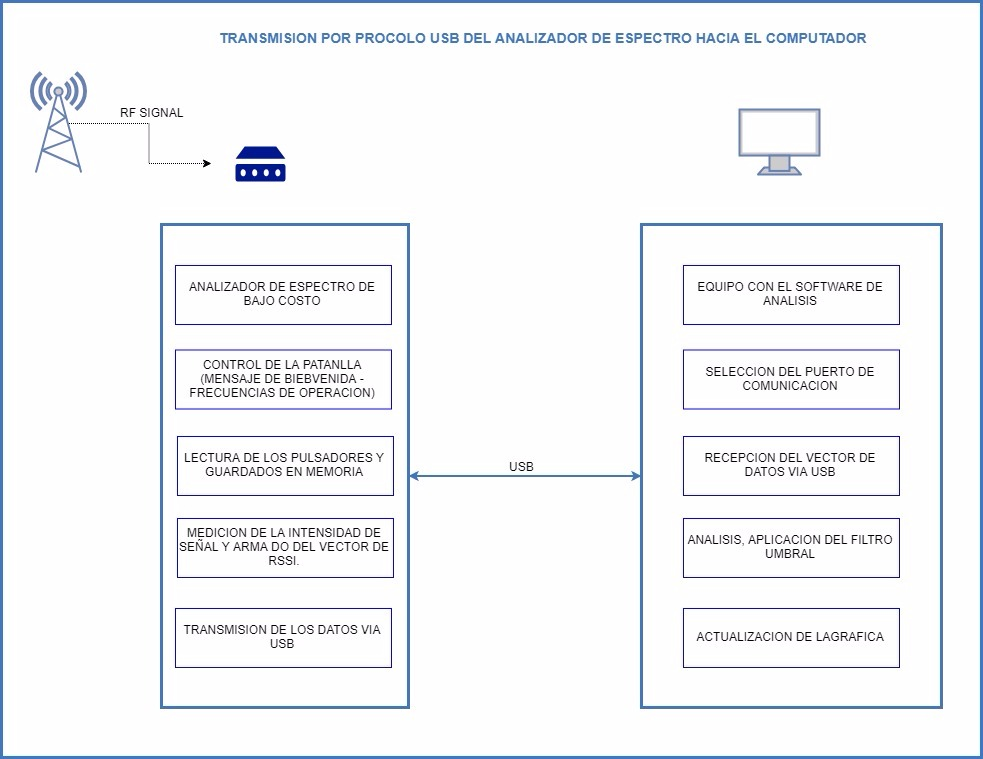 TRANSMISION POR PROCOLO USB DEL ANALIZADOR DE ESPECTRO HACIA EL COMPUTADOR
RF SIGNAL
ANALIZADOR DE ESPECTRO DE
BAJO COSTO
CONTROL DE LA PATANLLA
(MENSAJE DE BIEBVENIDA -
FRECUENCIAS DE OPERACION)
LECTURA DE LOS PULSADORES Y
GUARDADOS EN MEMORIA
MEDICION DE LA INTENSIDAD DE
SEÑAL Y ARMA DO DEL VECTOR DE
RSSI.
TRANSMISION DE LOS DATOS VIA
USB
USB
EQUIPO CON EL SOFTWARE DE
ANALISIS
SELECCION DEL PUERTO DE
COMUNICACION
RECEPCION DEL VECTOR DE
DATOS VIA USB
ANALISIS, APLICACION DEL FILTRO
UMBRAL
ACTUALIZACION DE LAGRAFICA